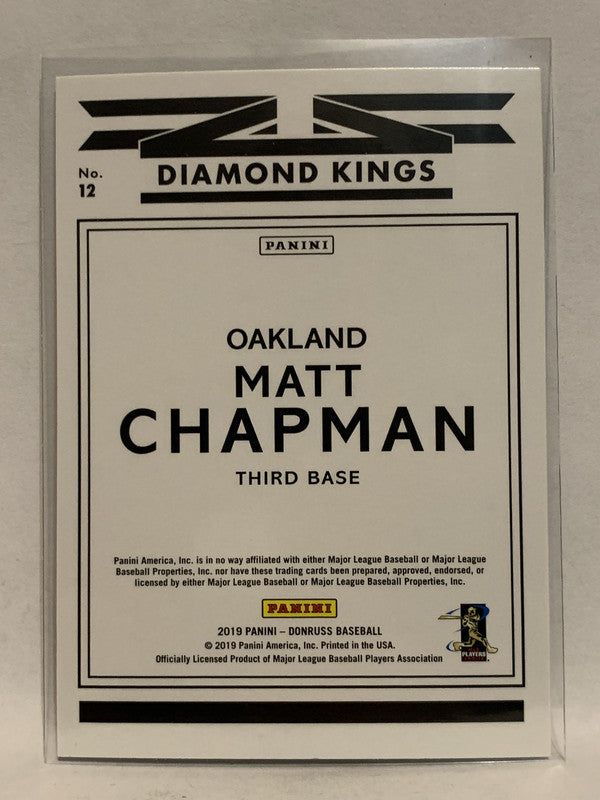 No.
12
DIAMOND KINGS
PANINI
OAKLAND
MATT
CHAPMAN
THIRD BASE
Panini America, Inc. is in no way affiliated with either Major League Baseball or Major League
Baseball Properties, Inc. nor have these trading cards been prepared, approved, endorsed, or
licensed by either Major League Baseball or Major League Baseball Properties, Inc.
PANINI
2019 PANINI – DONRUSS BASEBALL
© 2019 Panini America, Inc. Printed in the USA.
Officially Licensed Product of Major League Baseball Players Association
PLAYERS